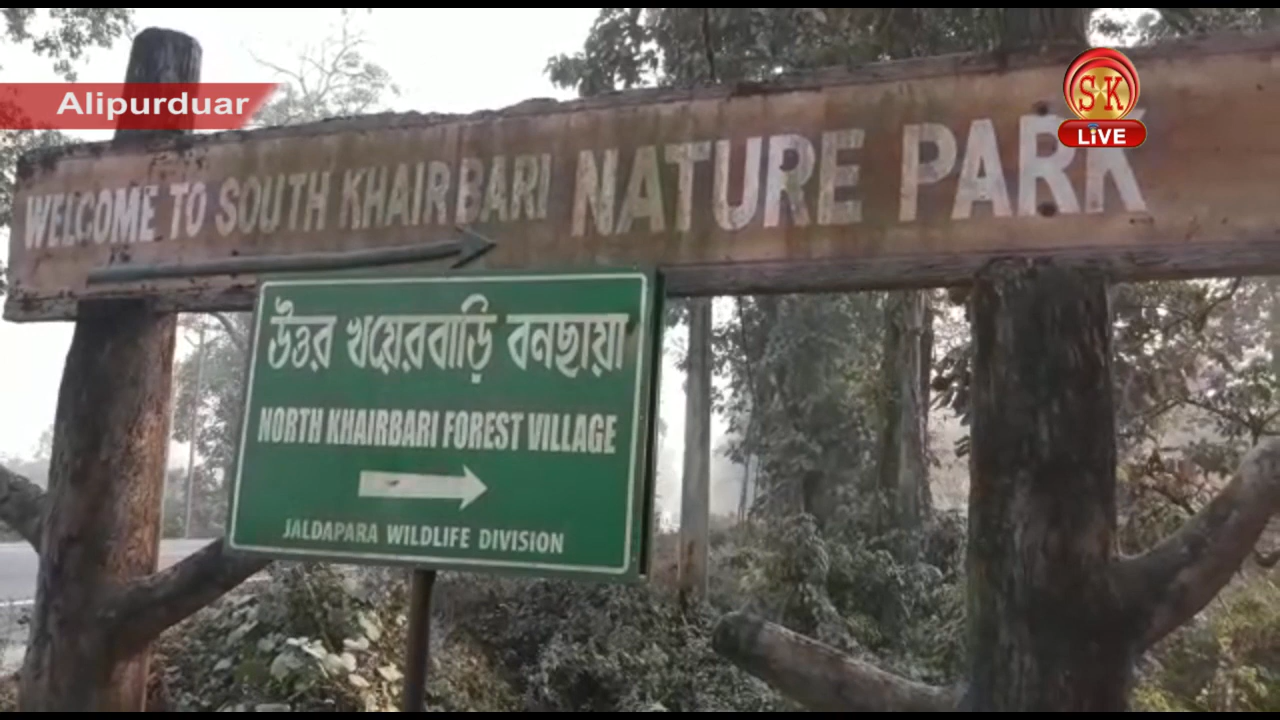 Alipurduar
SK
LiVE
WELCOME TO SOUTH KHAIRBARI NATURE PARK
উত্তর খয়েরবাড়ি বনছায়া
NORTH KHAIRBARI FOREST VILLAGE
JALDAPARA WILDLIFE DIVISION